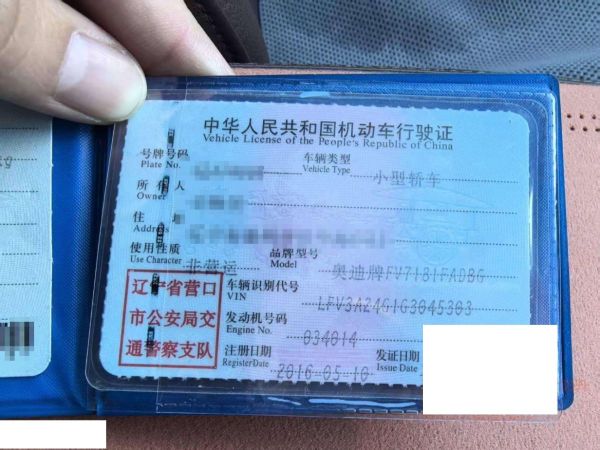 中华人民共和国机动车行驶证
Vehicle License of the People's Republic of China
号牌号码
Plate No.
车辆类型 小型轿车
Vehicle Type
所有人
Owner
住 址
使用性质 非营运
Use Character
品牌型号 奥迪牌FV7181FADBG
Model
辽宁省营口
市公安局交
通警察支队
车辆识别代号 LFV3A24G1G3045303
VIN
发动机号码 034014
Engine No.
注册日期 2016-05-10
Register Date
发证日期
Issue Date